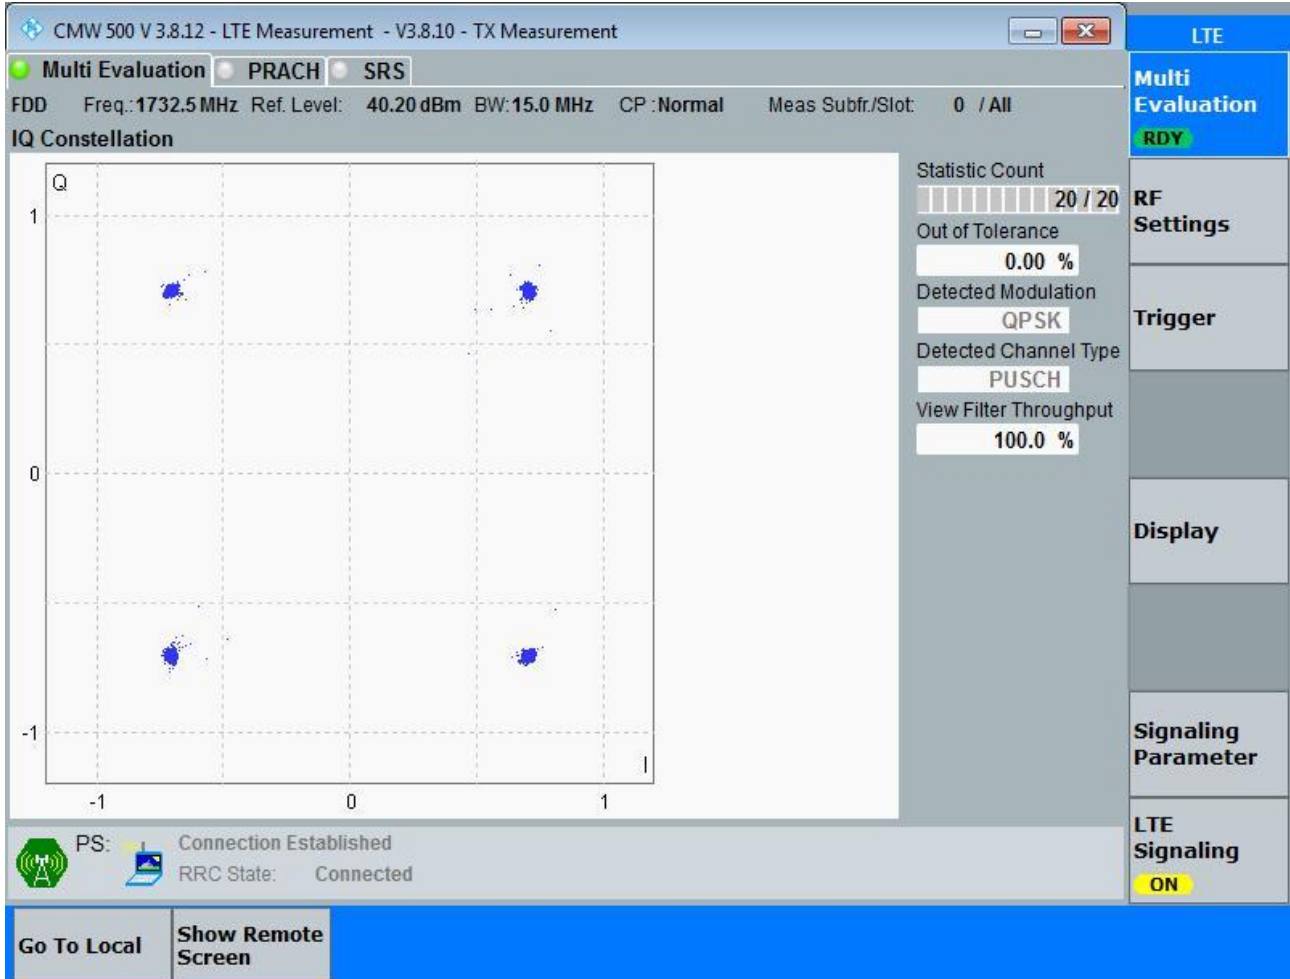 CMW 500 V 3.8.12 - LTE Measurement - V3.8.10 - TX Measurement
LTE
Multi Evaluation PRACH SRS
FDD Freq.:1732.5 MHz Ref. Level: 40.20 dBm BW:15.0 MHz CP :Normal Meas Subfr./Slot: 0 / All
IQ Constellation
Q
1
0
-1
I
-1 0 1
Statistic Count
20 / 20
Out of Tolerance
0.00 %
Detected Modulation
QPSK
Detected Channel Type
PUSCH
View Filter Throughput
100.0 %
Multi
Evaluation
RDY
RF
Settings
Trigger
Display
Signaling
Parameter
LTE
Signaling
ON
PS: Connection Established
RRC State: Connected
Go To Local
Show Remote
Screen